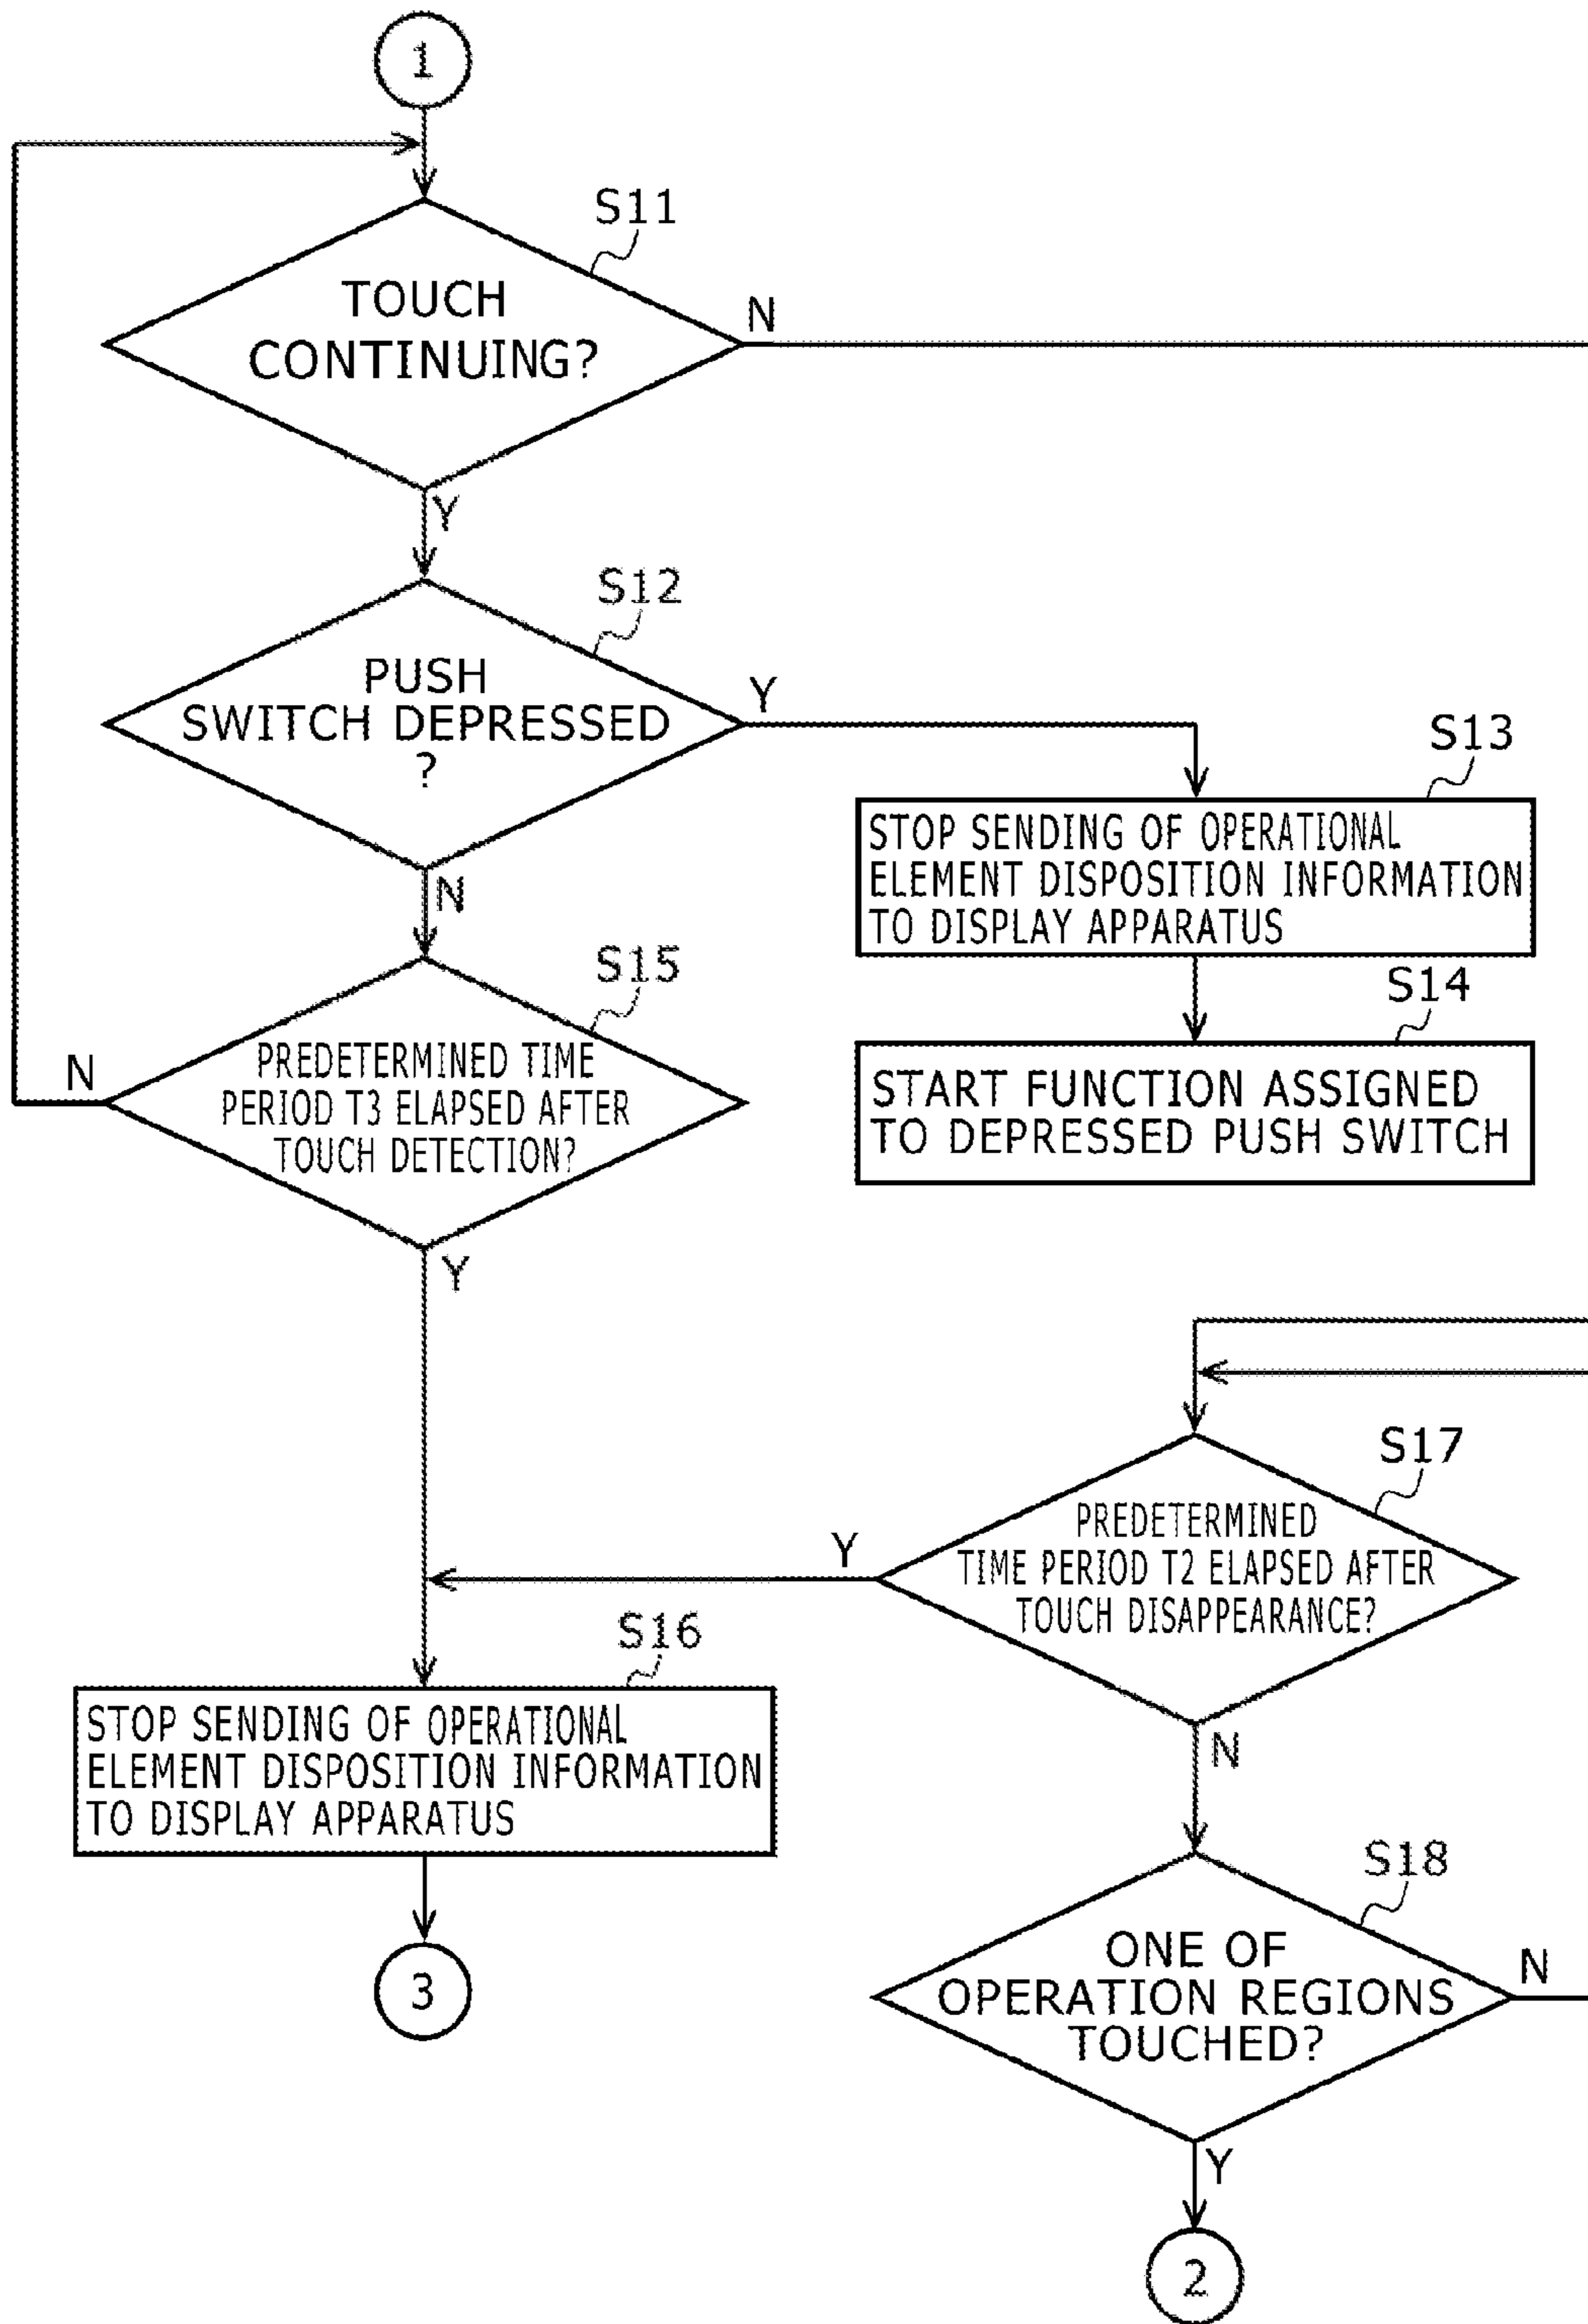 1
S11
TOUCH
CONTINUING?
N
Y
S12
PUSH
SWITCH DEPRESSED
?
Y
N
S13
STOP SENDING OF OPERATIONAL
ELEMENT DISPOSITION INFORMATION
TO DISPLAY APPARATUS
S14
START FUNCTION ASSIGNED
TO DEPRESSED PUSH SWITCH
S15
PREDETERMINED TIME
PERIOD T3 ELAPSED AFTER
TOUCH DETECTION?
N
Y
S17
PREDETERMINED
TIME PERIOD T2 ELAPSED AFTER
TOUCH DISAPPEARANCE?
Y
N
S16
STOP SENDING OF OPERATIONAL
ELEMENT DISPOSITION INFORMATION
TO DISPLAY APPARATUS
3
S18
ONE OF
OPERATION REGIONS
TOUCHED?
N
Y
2